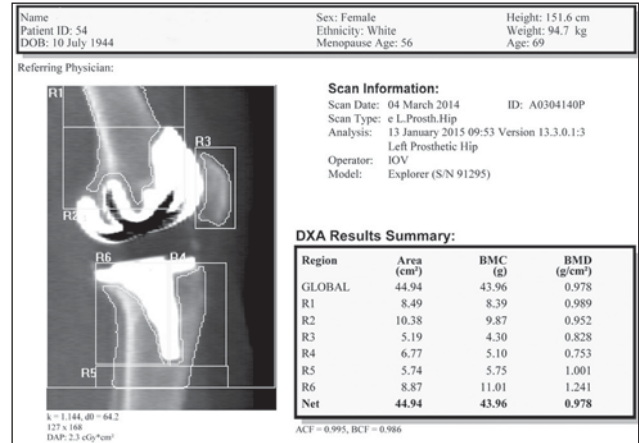 Name
Patient ID: 54
DOB: 10 July 1944
Sex: Female
Ethnicity: White
Menopause Age: 56
Height: 151.6 cm
Weight: 94.7 kg
Age: 69
Referring Physician:
R1
R3
R2
R6 R4
R5
k = 1.144, d0 = 64.2
127 x 168
DAP: 2.3 cGy*cm²
Scan Information:
Scan Date: 04 March 2014 ID: A0304140P
Scan Type: e L.Prosth.Hip
Analysis: 13 January 2015 09:53 Version 13.3.0.1:3
Left Prosthetic Hip
Operator: IOV
Model: Explorer (S/N 91295)
DXA Results Summary:
Region Area BMC BMD
(cm²) (g) (g/cm²)
GLOBAL 44.94 43.96 0.978
R1 8.49 8.39 0.989
R2 10.38 9.87 0.952
R3 5.19 4.30 0.828
R4 6.77 5.10 0.753
R5 5.74 5.75 1.001
R6 8.87 11.01 1.241
Net 44.94 43.96 0.978
ACF = 0.995, BCF = 0.986